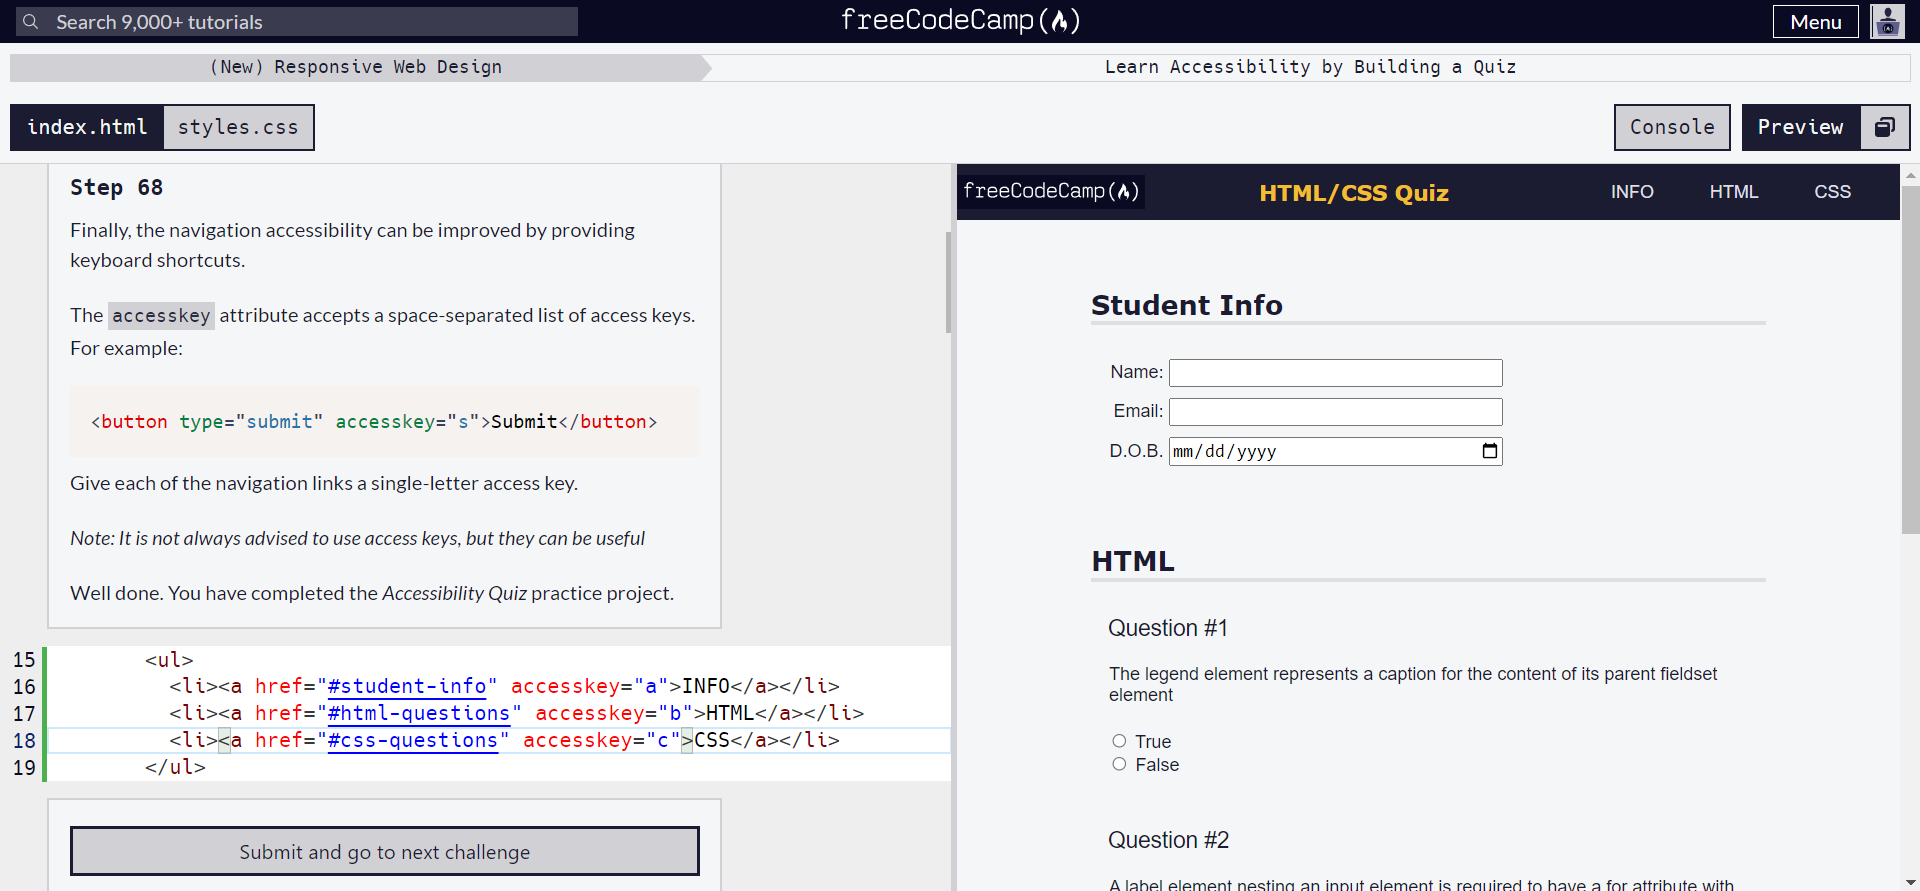 Search 9,000+ tutorials
freeCodeCamp
Menu
(New) Responsive Web Design
Learn Accessibility by Building a Quiz
index.html
styles.css
Console
Preview
Step 68
Finally, the navigation accessibility can be improved by providing
keyboard shortcuts.
The accesskey attribute accepts a space-separated list of access keys.
For example:
<button type="submit" accesskey="s">Submit</button>
Give each of the navigation links a single-letter access key.
Note: It is not always advised to use access keys, but they can be useful
Well done. You have completed the Accessibility Quiz practice project.
15 <ul>
16 <li><a href="#student-info" accesskey="a">INFO</a></li>
17 <li><a href="#html-questions" accesskey="b">HTML</a></li>
18 <li><a href="#css-questions" accesskey="c">CSS</a></li>
19 </ul>
Submit and go to next challenge
freeCodeCamp
HTML/CSS Quiz
INFO
HTML
CSS
Student Info
Name:
Email:
D.O.B. mm/dd/yyyy
HTML
Question #1
The legend element represents a caption for the content of its parent fieldset
element
True
False
Question #2
A label element nesting an input element is required to have a for attribute with